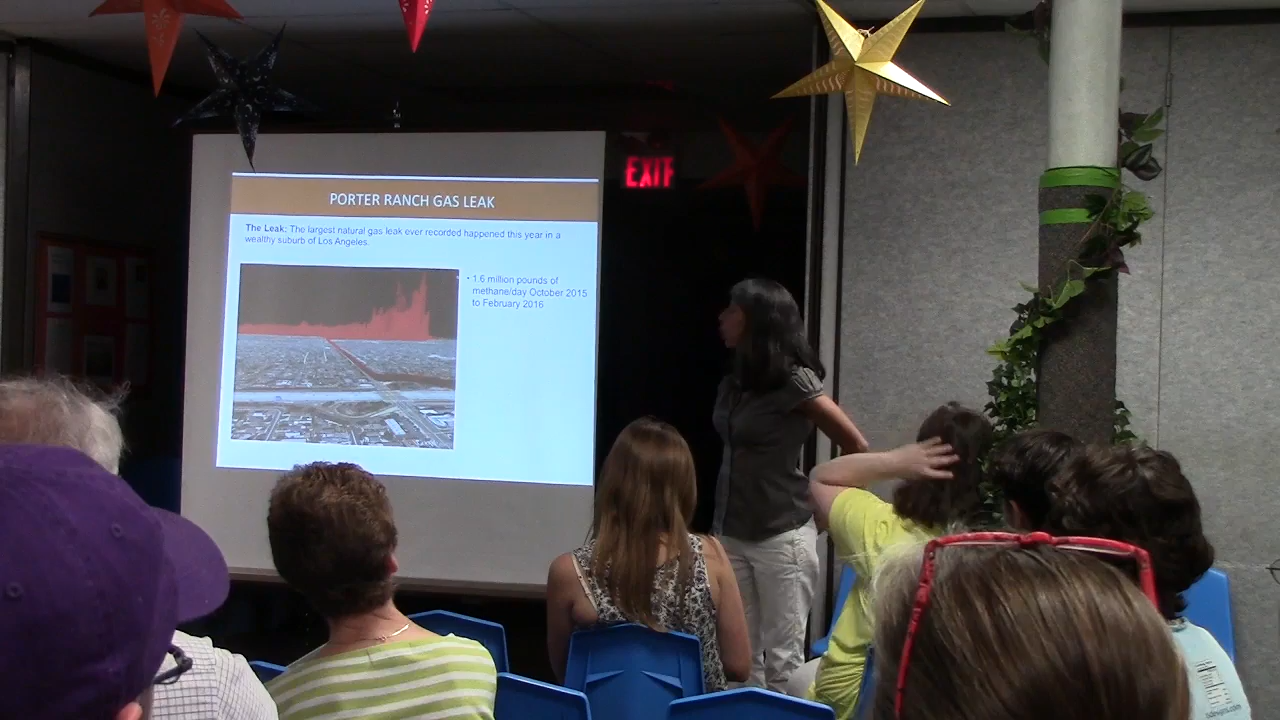 EXIT
PORTER RANCH GAS LEAK
The Leak: The largest natural gas leak ever recorded happened this year in a
wealthy suburb of Los Angeles.
• 1.6 million pounds of
methane/day October 2015
to February 2016